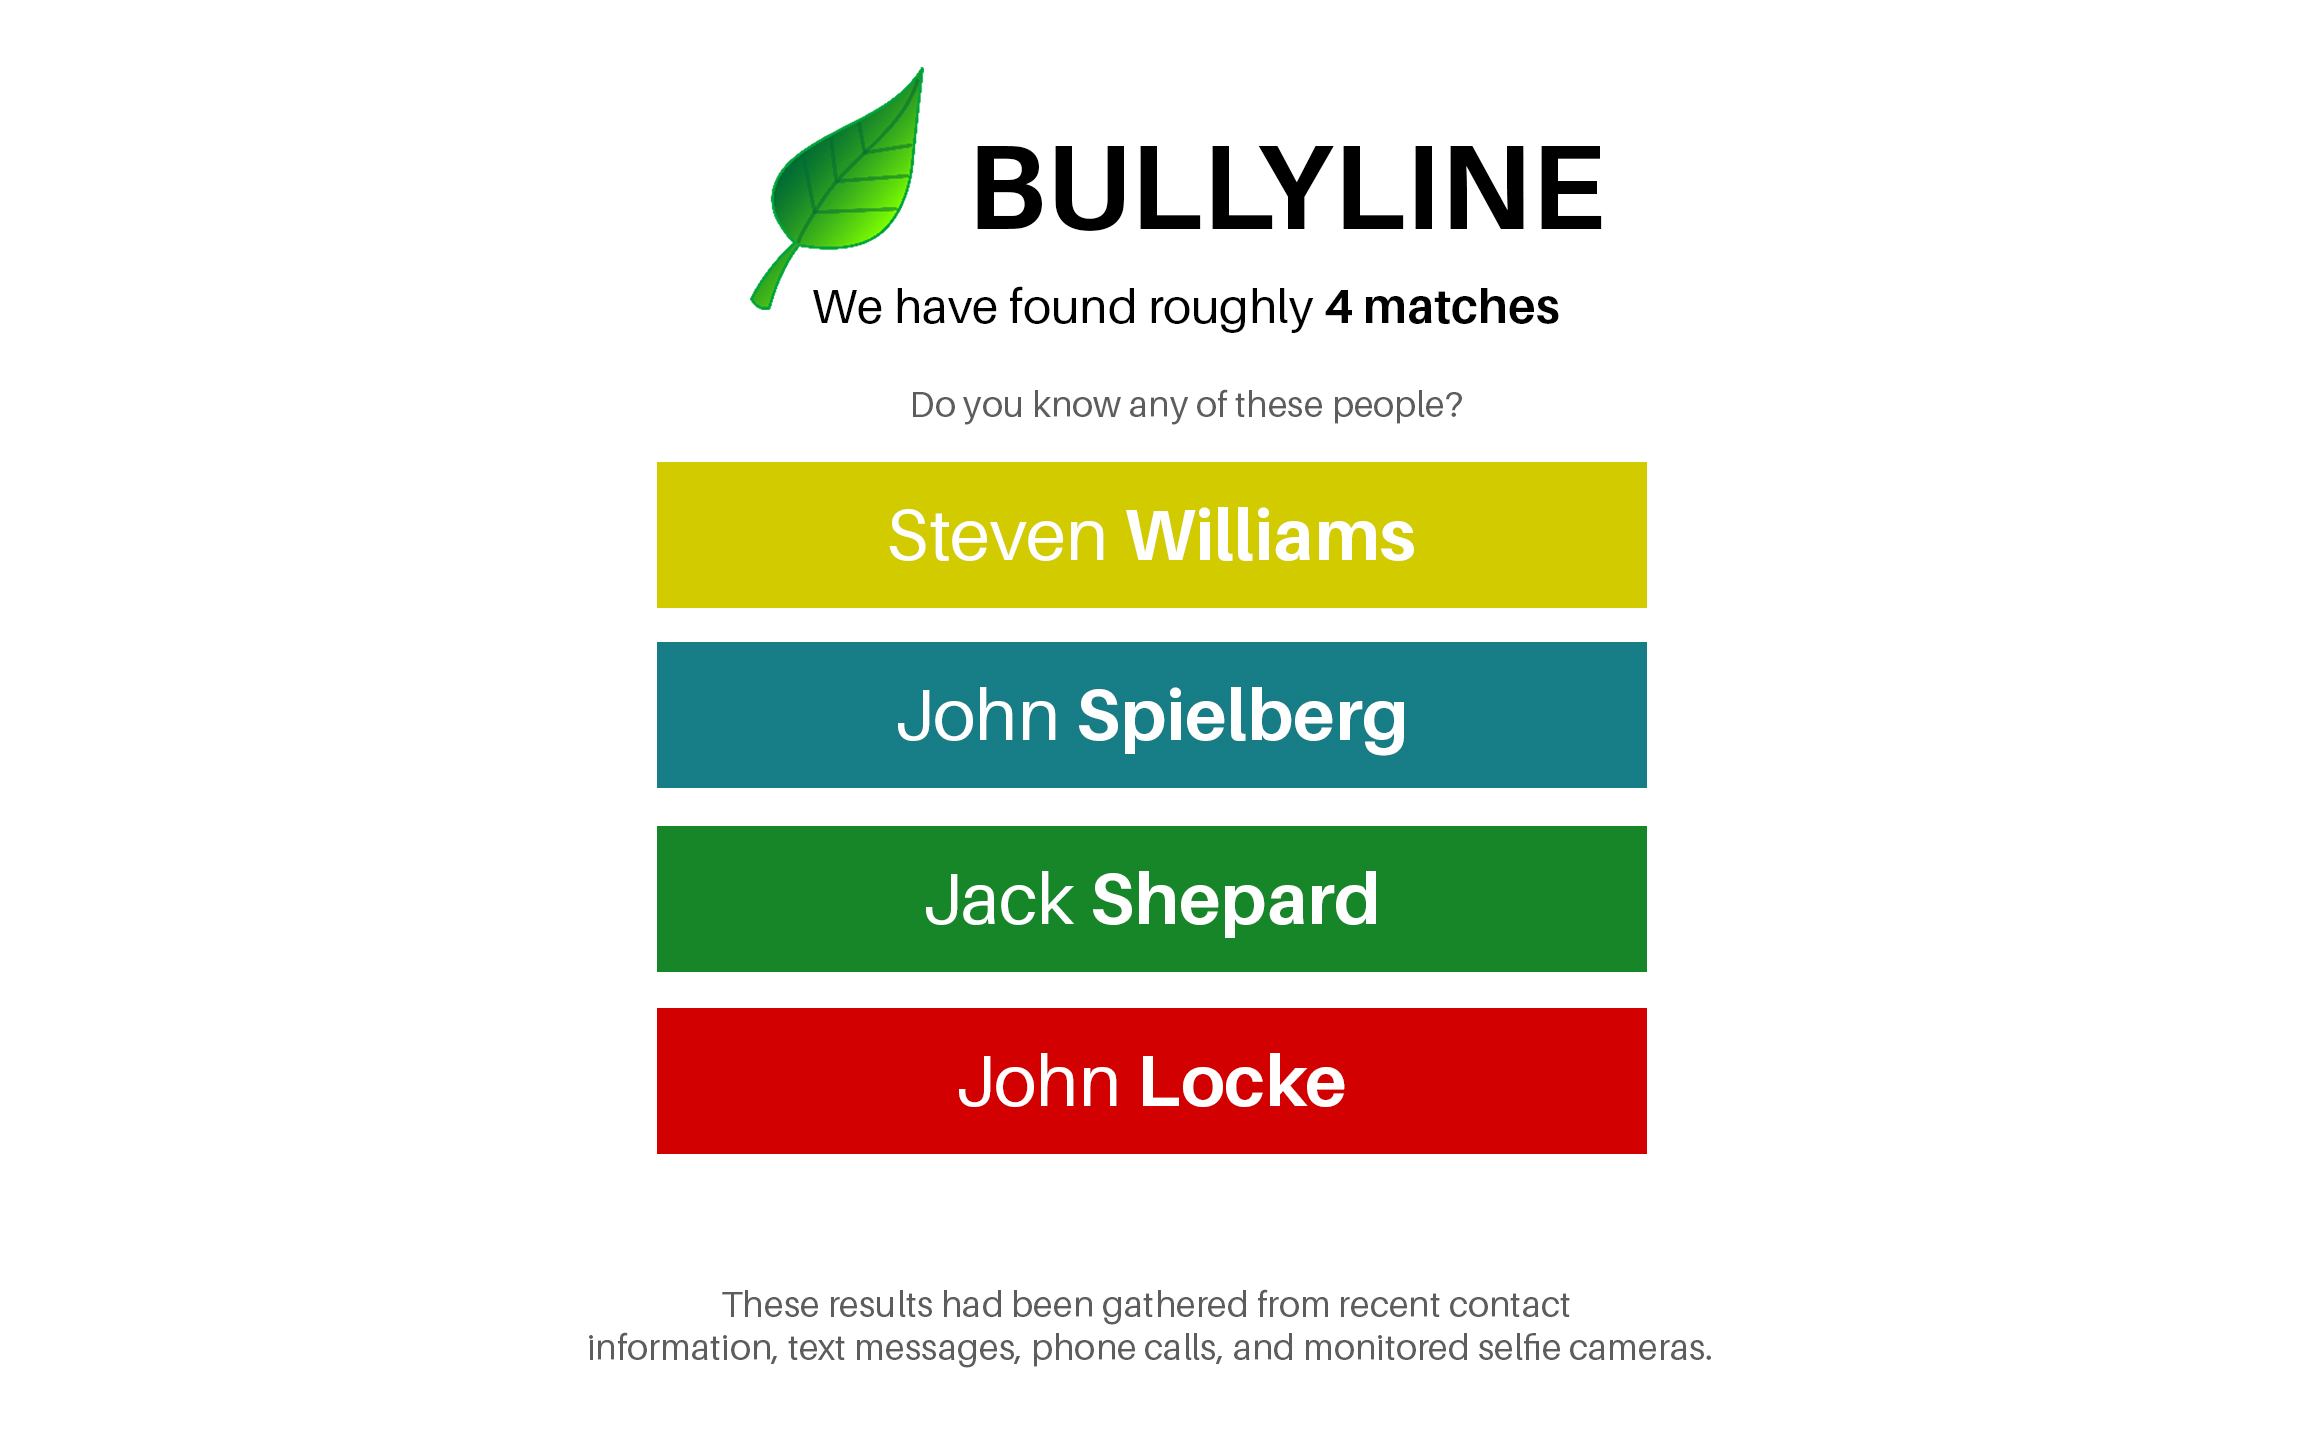 BULLYLINE
We have found roughly 4 matches
Do you know any of these people?
Steven Williams
John Spielberg
Jack Shepard
John Locke
These results had been gathered from recent contact
information, text messages, phone calls, and monitored selfie cameras.